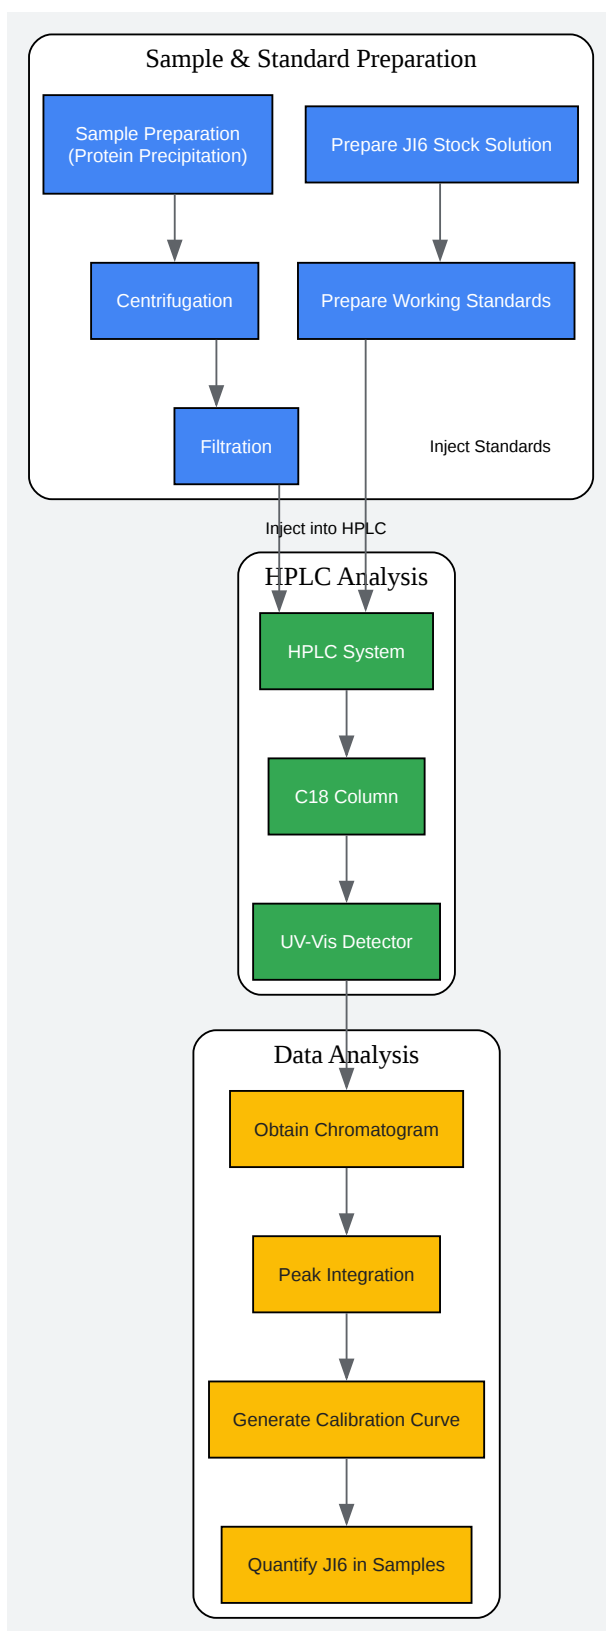 Sample & Standard Preparation
Sample Preparation
(Protein Precipitation)
Prepare JI6 Stock Solution
Centrifugation
Prepare Working Standards
Filtration
Inject Standards
Inject into HPLC
HPLC Analysis
HPLC System
C18 Column
UV-Vis Detector
Data Analysis
Obtain Chromatogram
Peak Integration
Generate Calibration Curve
Quantify JI6 in Samples